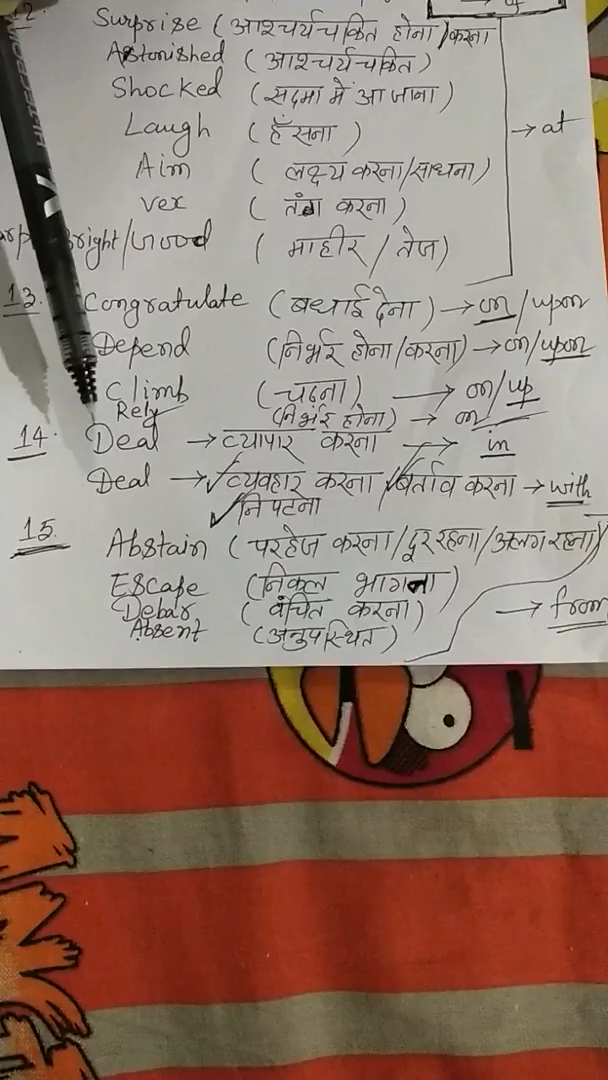 12. Surprise (आश्चर्यचकित होना/करना
Astonished (आश्चर्यचकित)
Shocked (सदमा में आ जाना)
Laugh (हँसना) → at
Aim (लक्ष्य करना/साधना)
vex (तंग करना)
Bright/Good (माहीर / तेज)
13. Congratulate (बधाई देना) → on/upon
Depend (निर्भर होना/करना) → on/upon
Climb (चढ़ना) → on/up
Rely (निर्भर होना) → on
14. Deal → व्यापार करना → in
Deal → व्यवहार करना बर्ताव करना → with
निपटना
15. Abstain (परहेज करना/दूर रहना/अलग रहना)
Escape (निकल भागना)
Debar (वंचित करना) → from
Absent (अनुपस्थित)